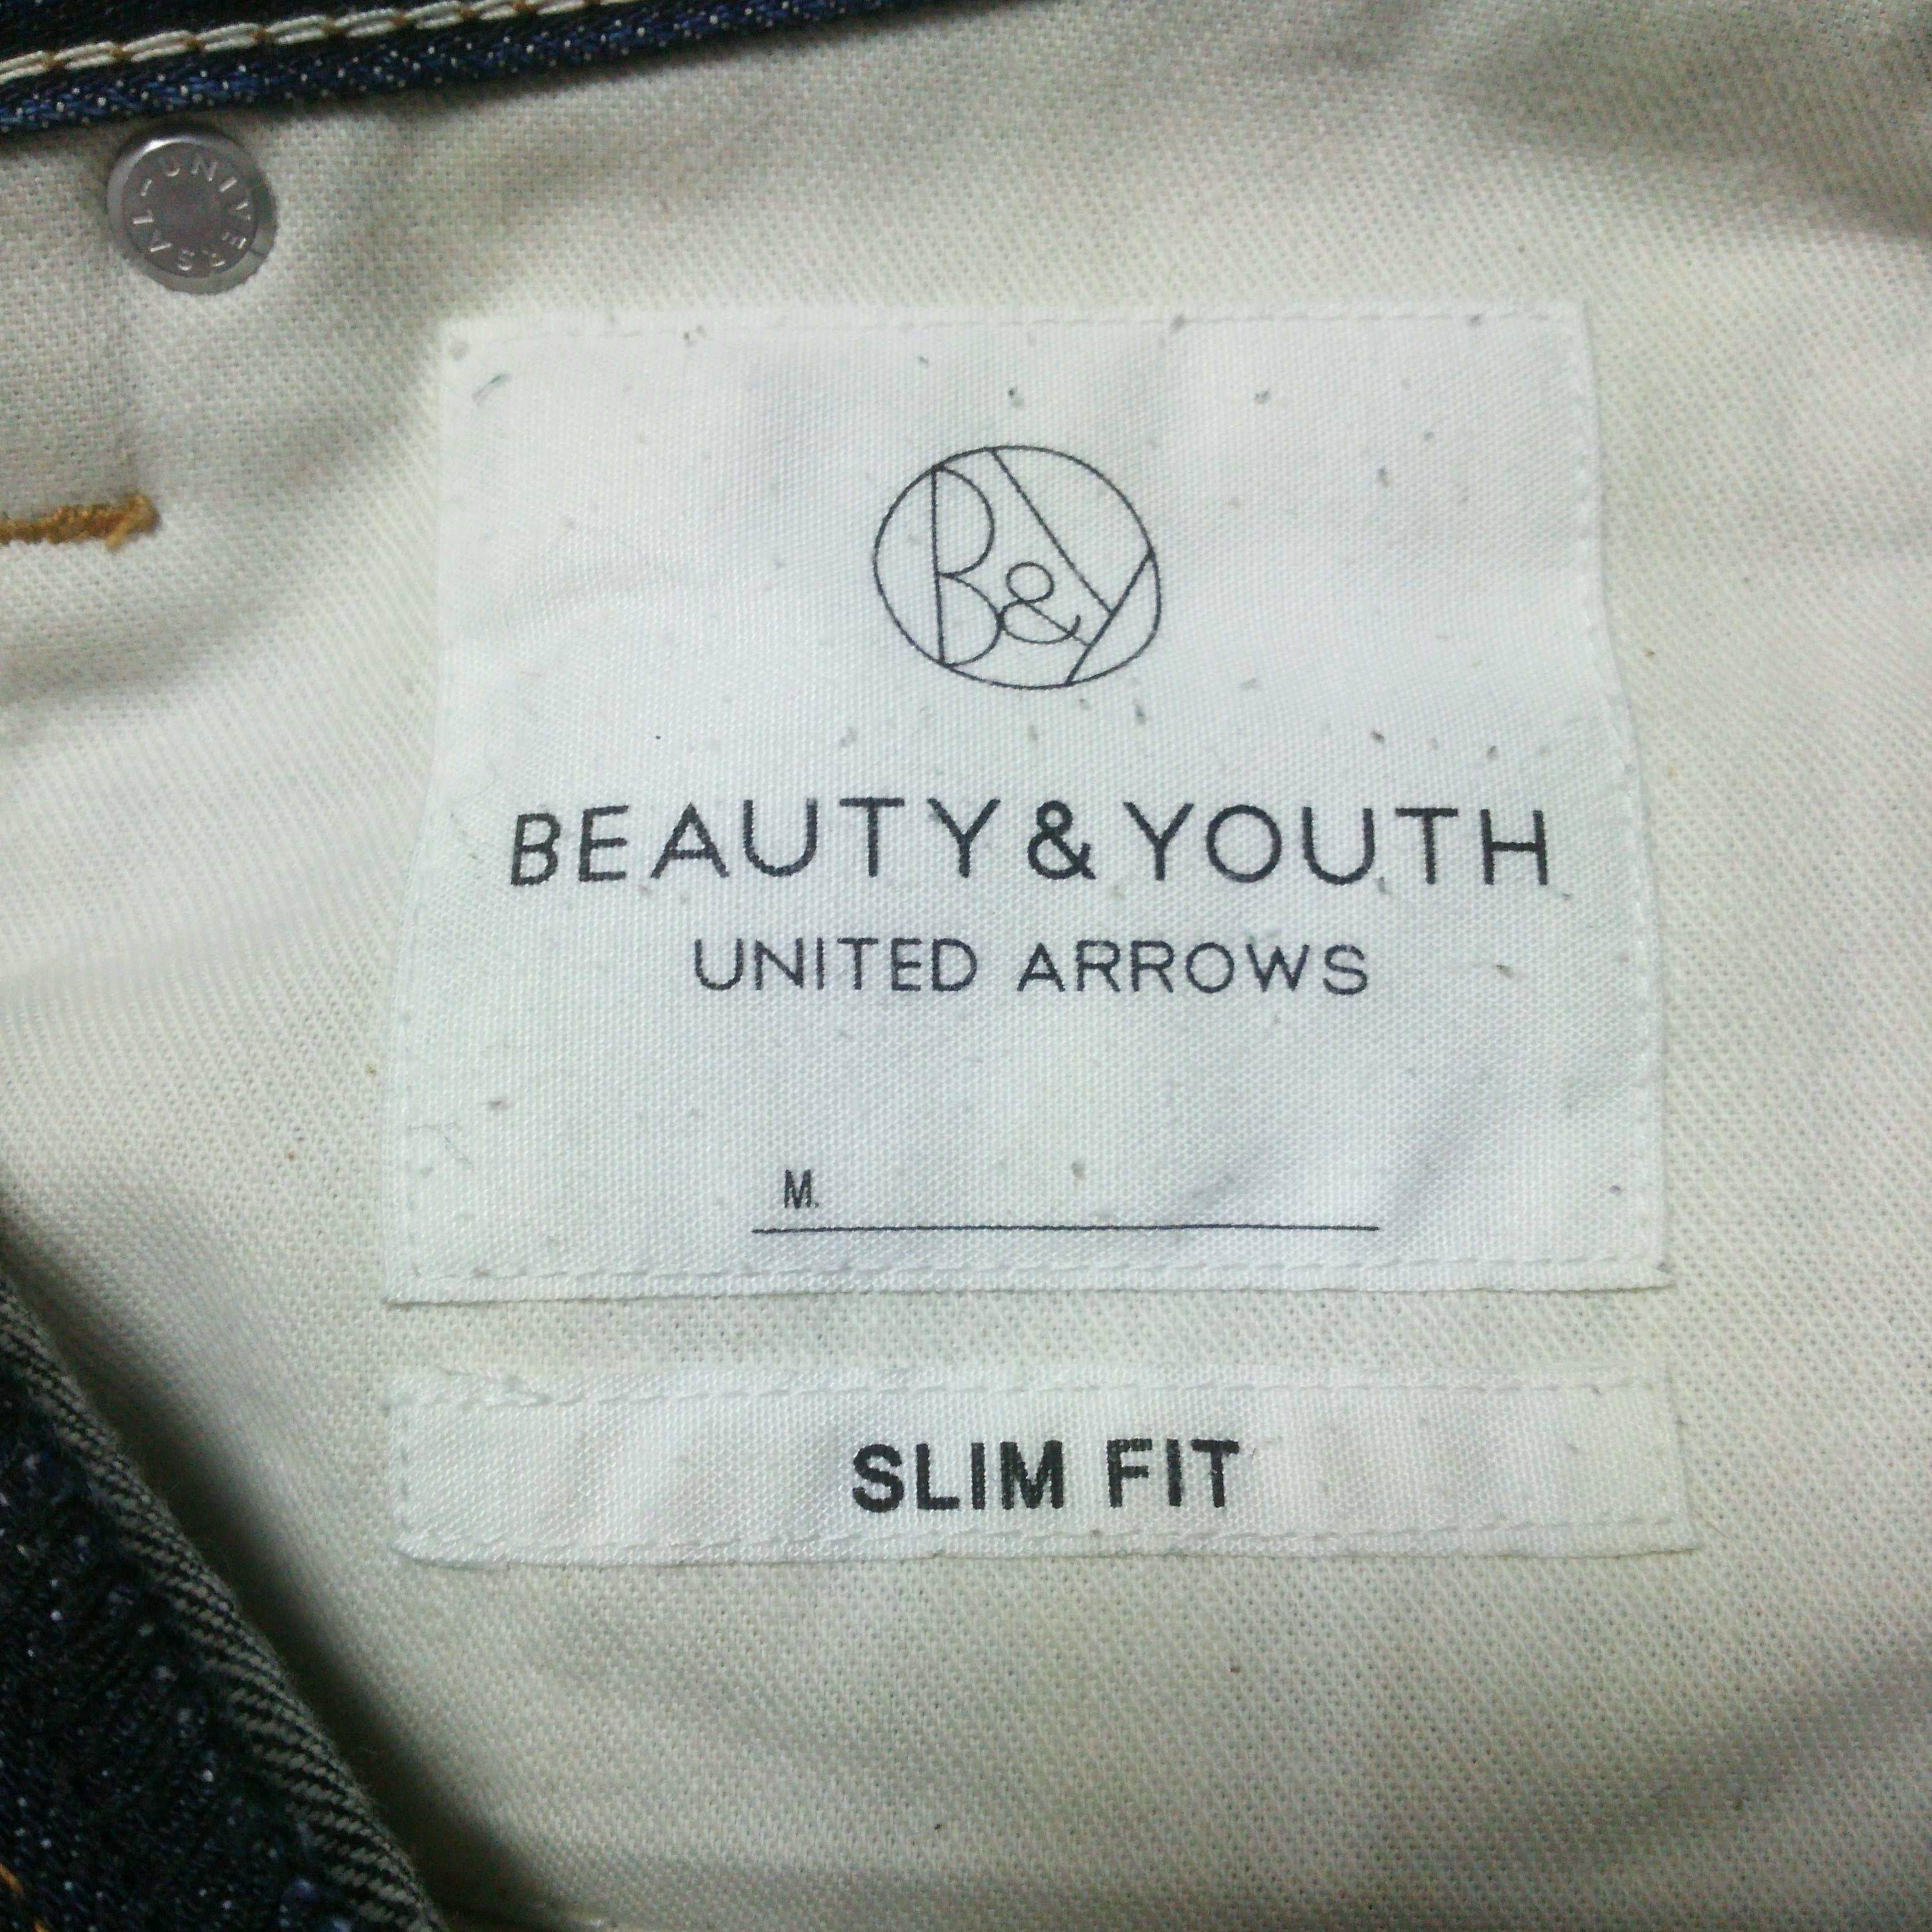 UNIVERSAL
B&Y
BEAUTY & YOUTH
UNITED ARROWS
M.
SLIM FIT